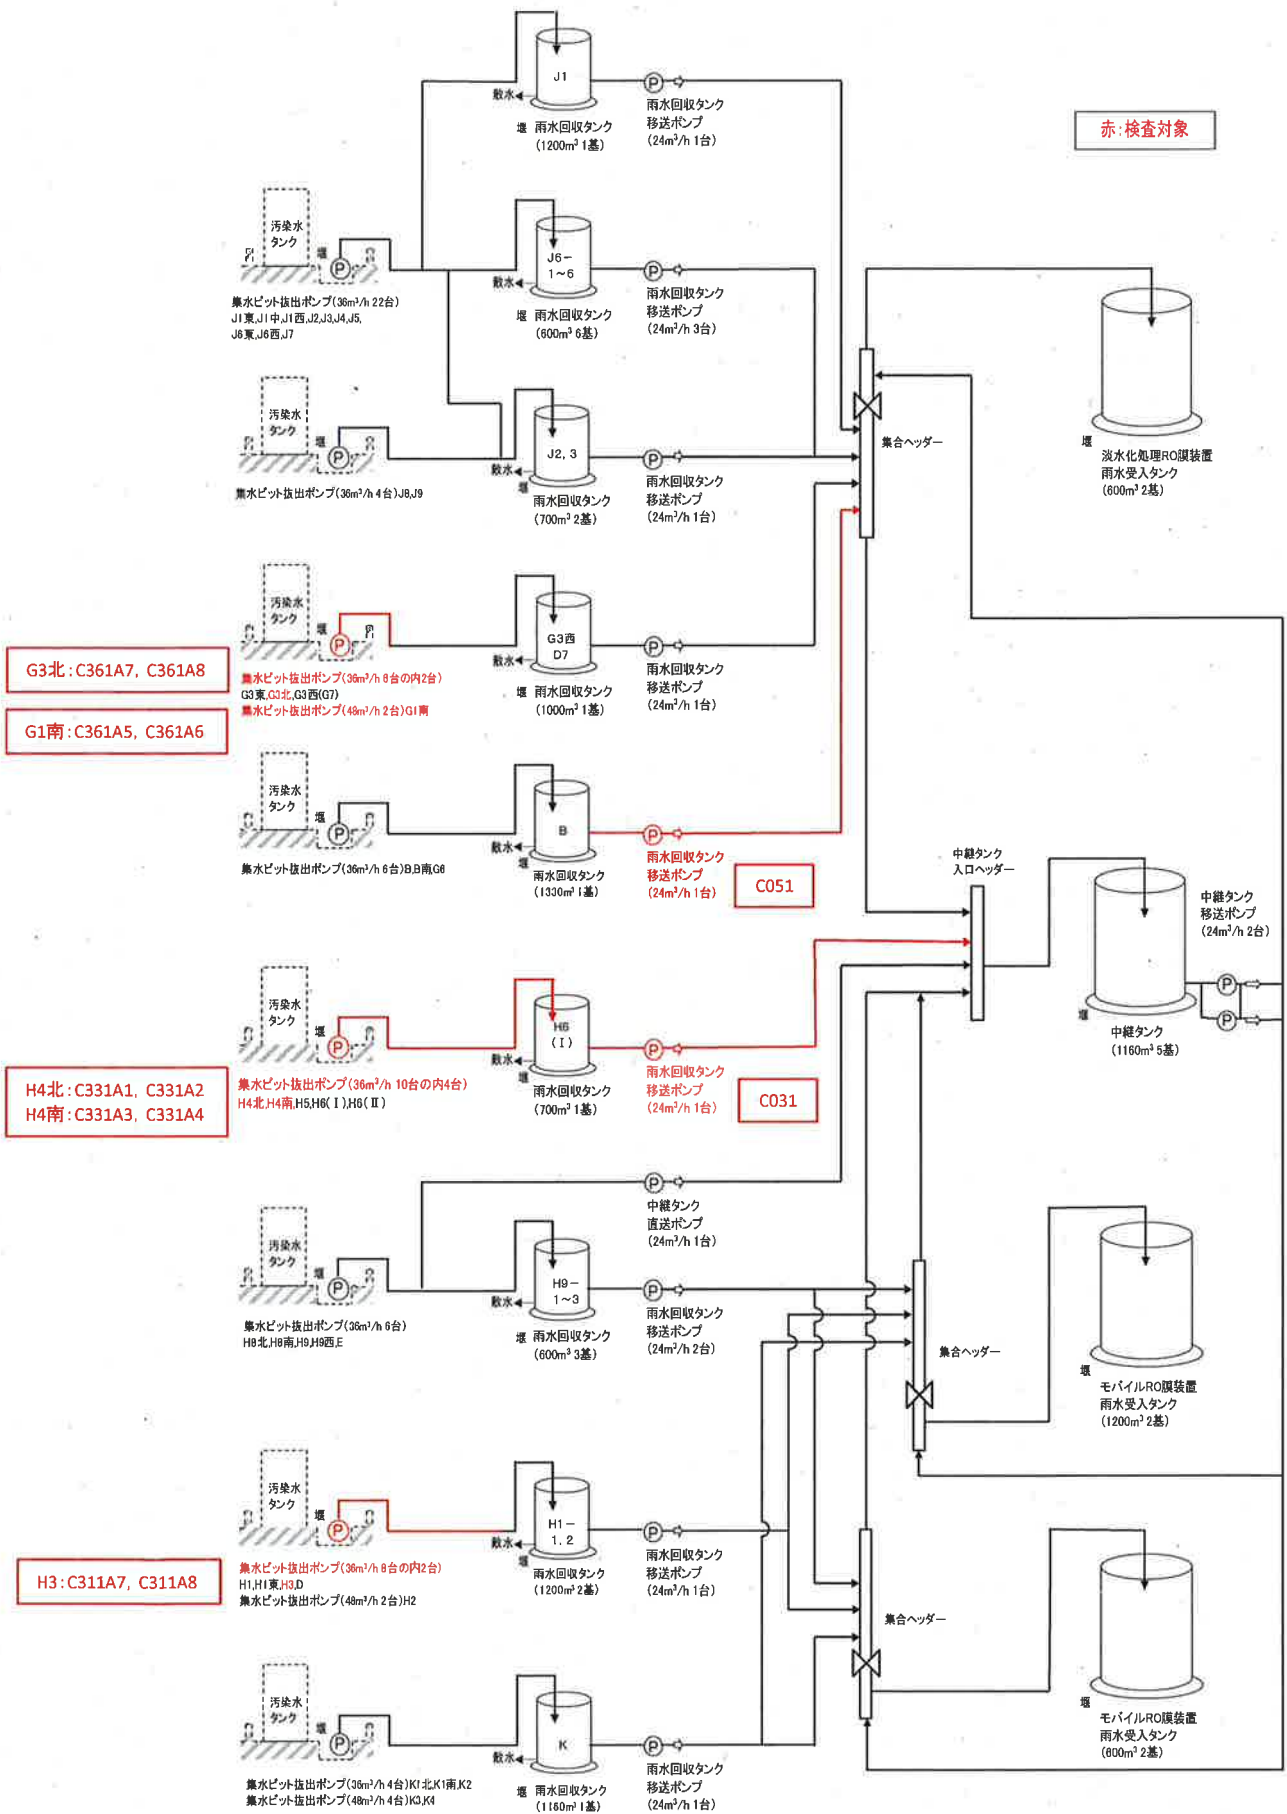 J1
散水
堰 雨水回収タンク
(1200m³ 1基)
P
雨水回収タンク
移送ポンプ
(24m³/h 1台)
赤:検査対象
汚染水
タンク
堰
P
集水ピット抜出ポンプ(36m³/h 22台)
J1東,J1中,J1西,J2,J3,J4,J5,
J6東,J6西,J7
J6-
1~6
散水
堰 雨水回収タンク
(600m³ 6基)
P
雨水回収タンク
移送ポンプ
(24m³/h 3台)
汚染水
タンク
堰
P
集水ピット抜出ポンプ(36m³/h 4台)J8,J9
J2, 3
散水
堰
雨水回収タンク
(700m³ 2基)
P
雨水回収タンク
移送ポンプ
(24m³/h 1台)
集合ヘッダー
堰
淡水化処理RO膜装置
雨水受入タンク
(600m³ 2基)
G3北:C361A7, C361A8
G1南:C361A5, C361A6
汚染水
タンク
堰
P
集水ピット抜出ポンプ(36m³/h 8台の内2台)
G3東,G3北,G3西(G7)
集水ピット抜出ポンプ(48m³/h 2台)G1南
G3西
D7
散水
堰 雨水回収タンク
(1000m³ 1基)
P
雨水回収タンク
移送ポンプ
(24m³/h 1台)
汚染水
タンク
堰
P
集水ピット抜出ポンプ(36m³/h 6台)B,B南,G6
B
散水
堰
雨水回収タンク
(1330m³ 1基)
P
雨水回収タンク
移送ポンプ
(24m³/h 1台)
C051
中継タンク
入口ヘッダー
中継タンク
移送ポンプ
(24m³/h 2台)
P
P
堰
中継タンク
(1160m³ 5基)
H4北:C331A1, C331A2
H4南:C331A3, C331A4
汚染水
タンク
堰
P
集水ピット抜出ポンプ(36m³/h 10台の内4台)
H4北,H4南,H5,H6(Ⅰ),H6(Ⅱ)
H6
(Ⅰ)
散水
堰
雨水回収タンク
(700m³ 1基)
P
雨水回収タンク
移送ポンプ
(24m³/h 1台)
C031
P
中継タンク
直送ポンプ
(24m³/h 1台)
汚染水
タンク
堰
P
集水ピット抜出ポンプ(36m³/h 6台)
H8北,H8南,H9,H9西,E
H9-
1~3
散水
堰 雨水回収タンク
(600m³ 3基)
P
雨水回収タンク
移送ポンプ
(24m³/h 2台)
集合ヘッダー
堰
モバイルRO膜装置
雨水受入タンク
(1200m³ 2基)
H3:C311A7, C311A8
汚染水
タンク
堰
P
集水ピット抜出ポンプ(36m³/h 8台の内2台)
H1,H1東,H3,D
集水ピット抜出ポンプ(48m³/h 2台)H2
H1-
1, 2
散水
堰
雨水回収タンク
(1200m³ 2基)
P
雨水回収タンク
移送ポンプ
(24m³/h 1台)
集合ヘッダー
堰
モバイルRO膜装置
雨水受入タンク
(600m³ 2基)
汚染水
タンク
堰
P
集水ピット抜出ポンプ(36m³/h 4台)K1北,K1南,K2
集水ピット抜出ポンプ(48m³/h 4台)K3,K4
K
散水
堰 雨水回収タンク
(1160m³ 1基)
P
雨水回収タンク
移送ポンプ
(24m³/h 1台)